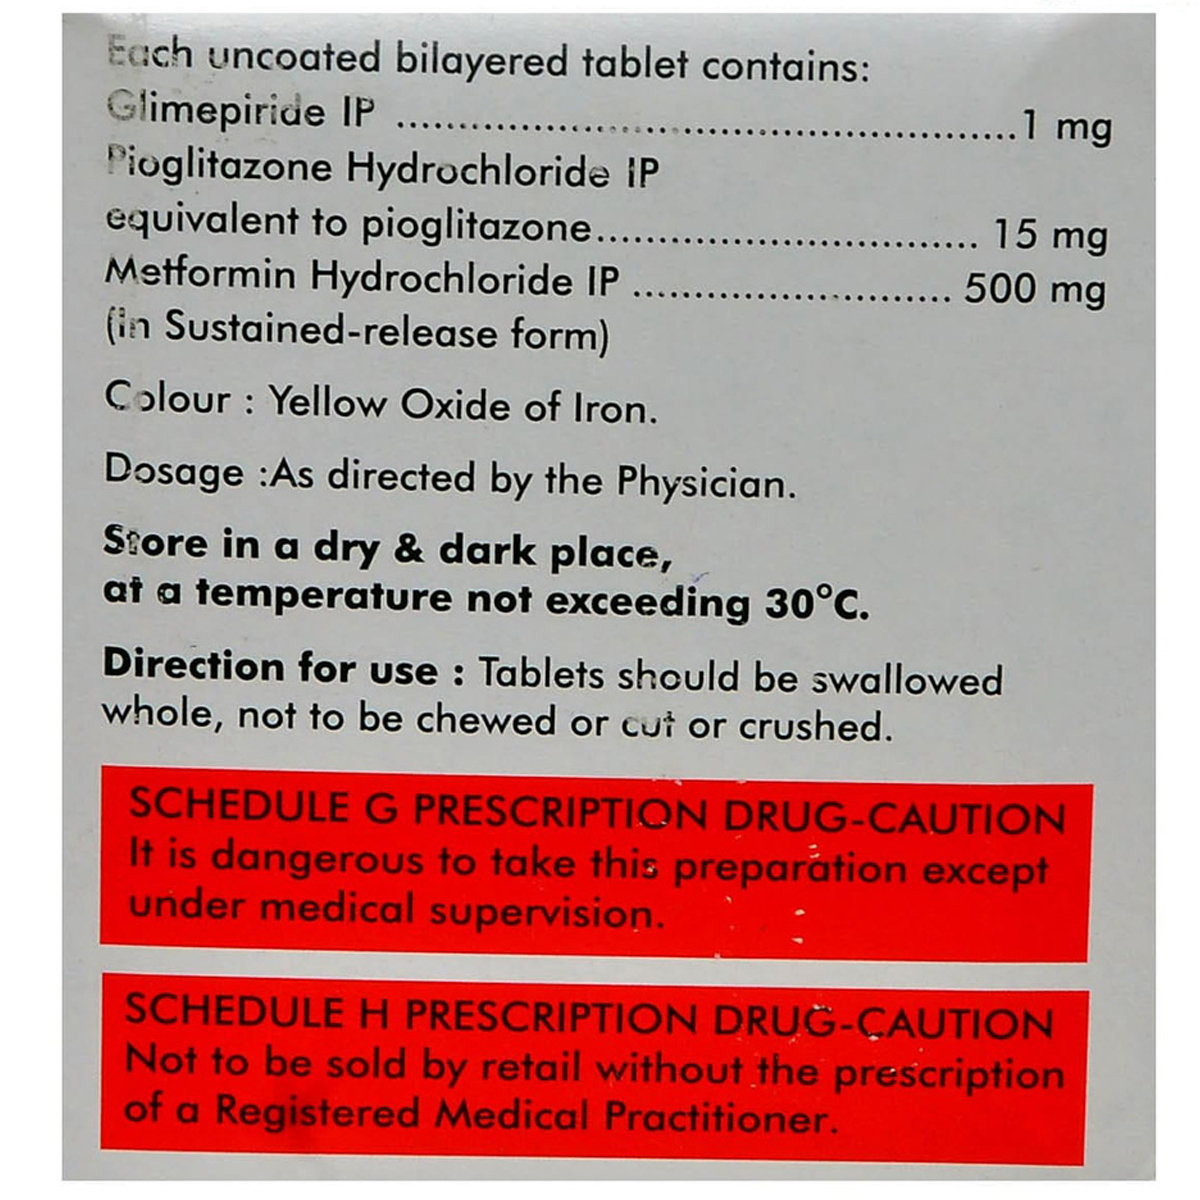 Each uncoated bilayered tablet contains:
Glimepiride IP ........................................................1 mg
Pioglitazone Hydrochloride IP
equivalent to pioglitazone................................. 15 mg
Metformin Hydrochloride IP ........................... 500 mg
(in Sustained-release form)
Colour : Yellow Oxide of Iron.
Dosage :As directed by the Physician.
Store in a dry & dark place,
at a temperature not exceeding 30°C.
Direction for use : Tablets should be swallowed
whole, not to be chewed or cut or crushed.
SCHEDULE G PRESCRIPTION DRUG-CAUTION
It is dangerous to take this preparation except
under medical supervision.
SCHEDULE H PRESCRIPTION DRUG-CAUTION
Not to be sold by retail without the prescription
of a Registered Medical Practitioner.